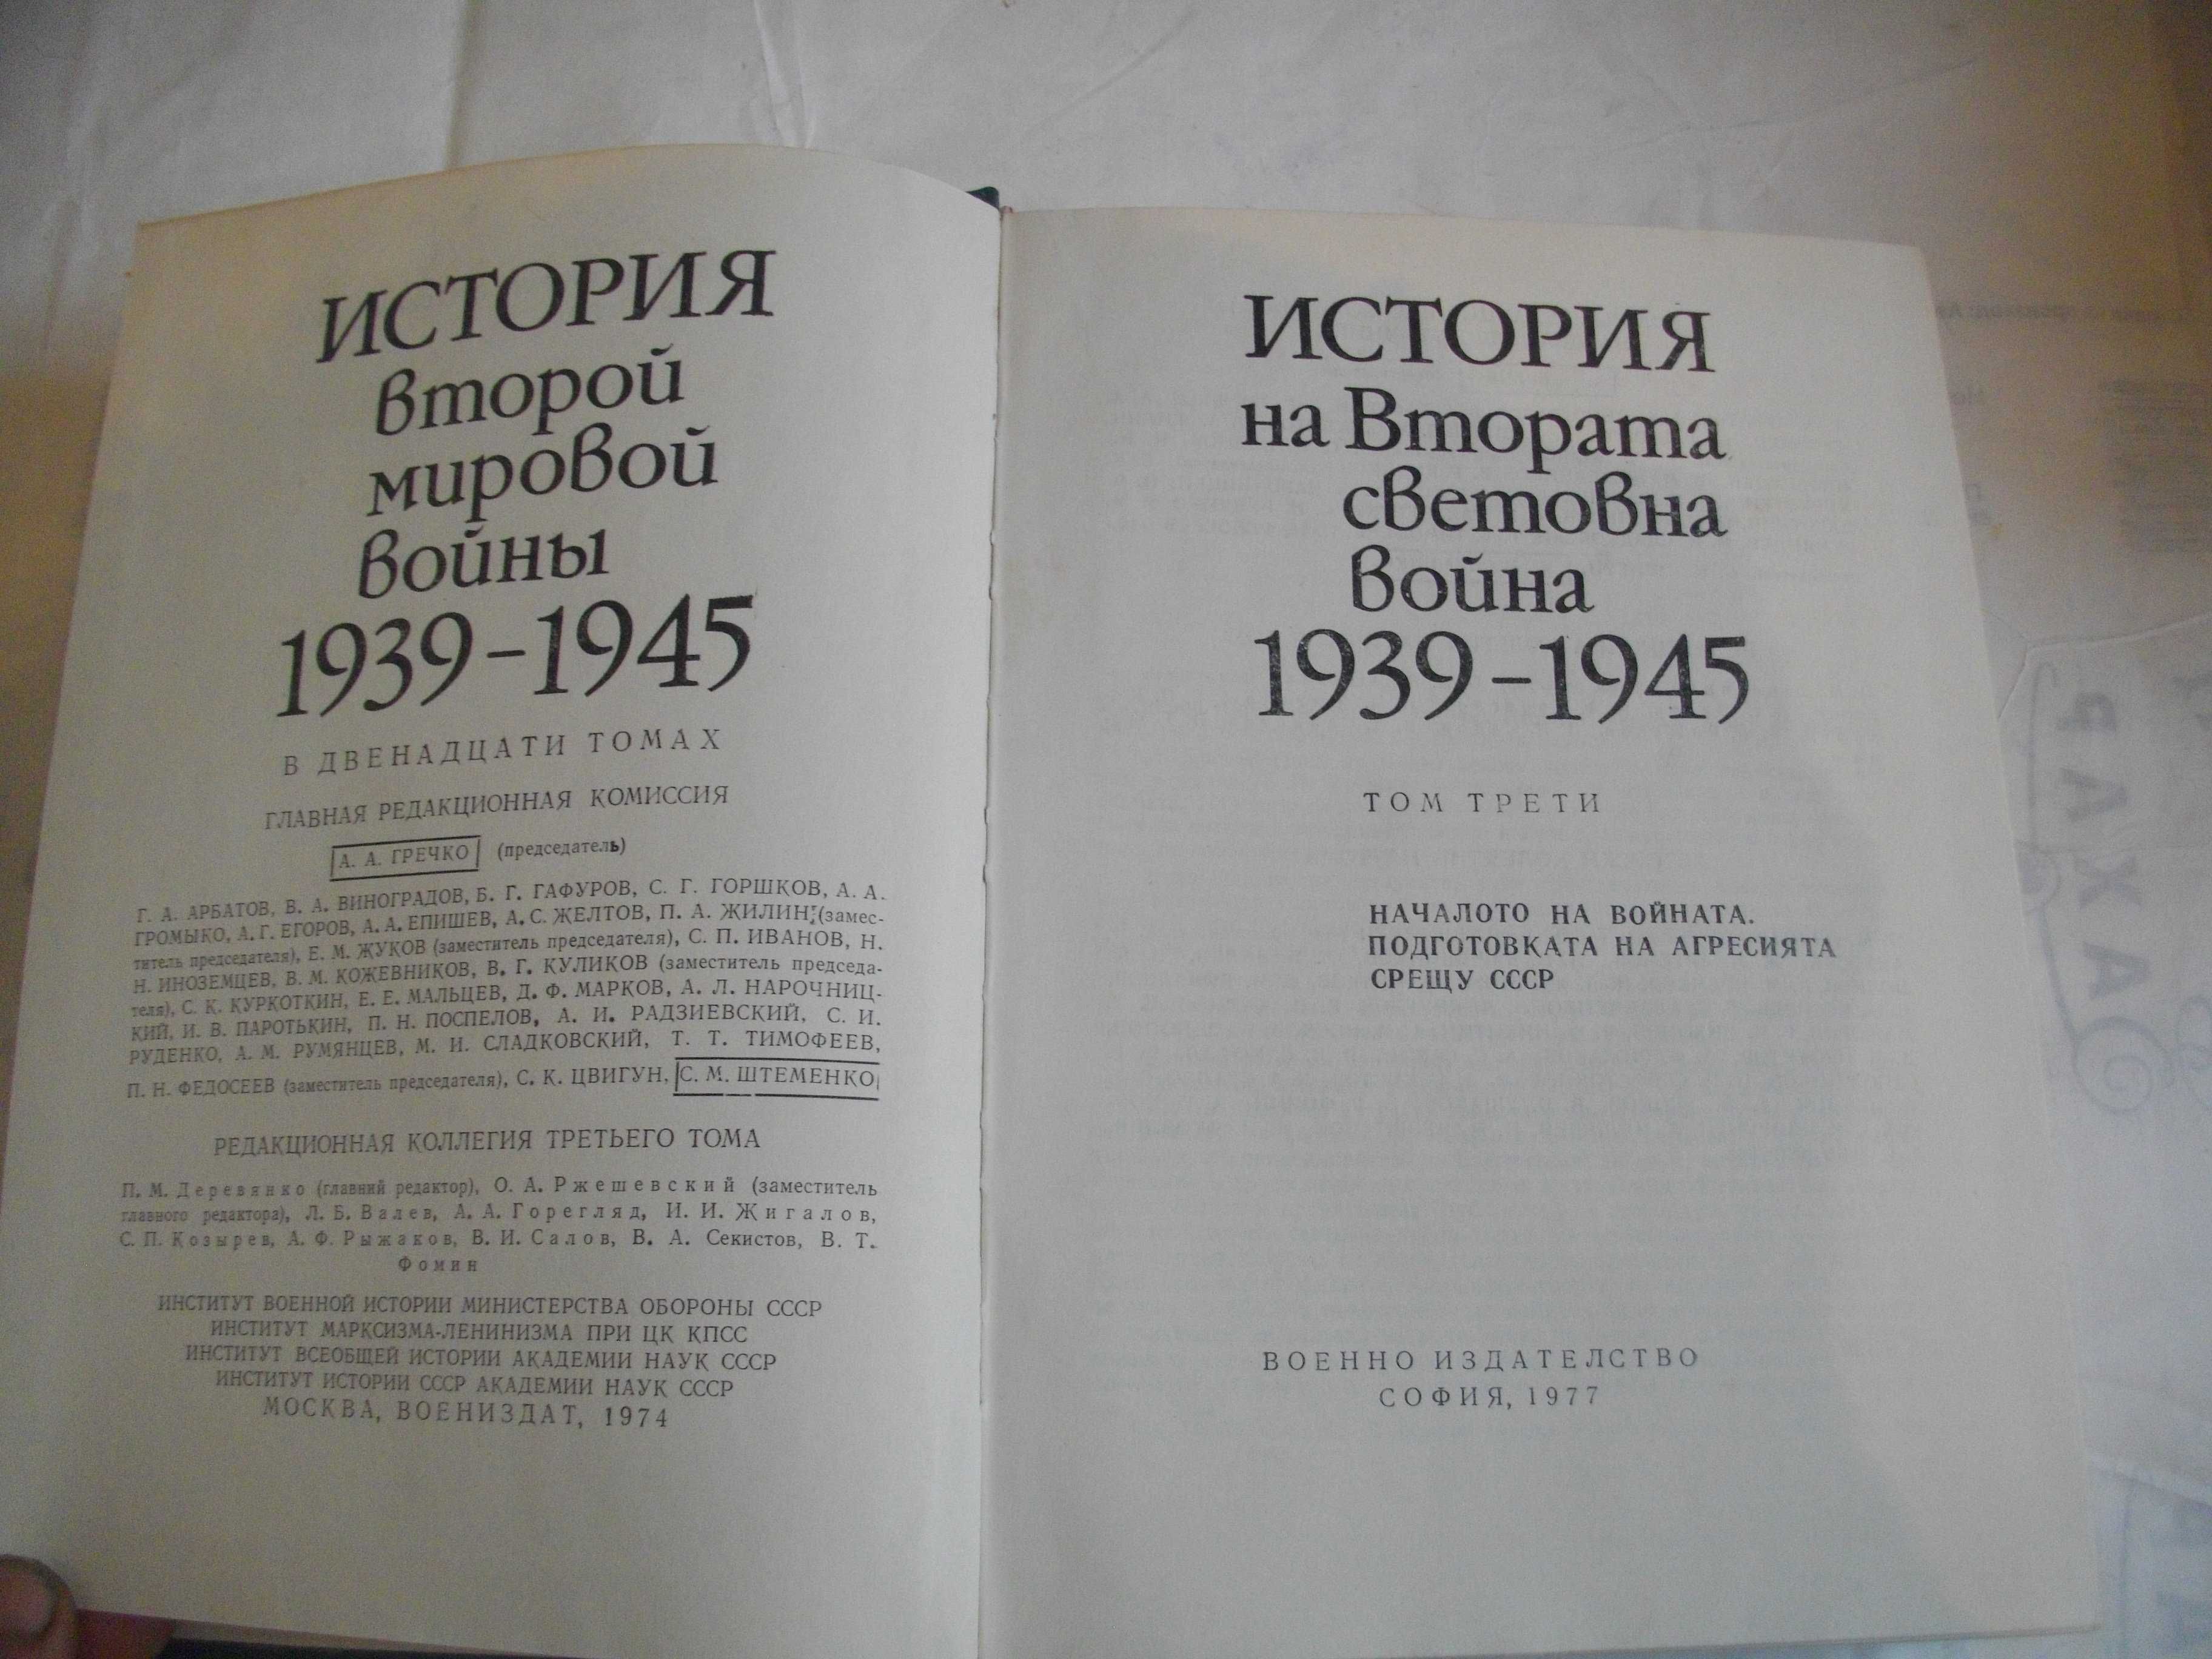 ИСТОРИЯ
второй
мировой
войны
1939–1945
В ДВЕНАДЦАТИ ТОМАХ
ГЛАВНАЯ РЕДАКЦИОННАЯ КОМИССИЯ
А. А. ГРЕЧКО (председатель)
Г. А. АРБАТОВ, В. А. ВИНОГРАДОВ, Б. Г. ГАФУРОВ, С. Г. ГОРШКОВ, А. А.
ГРОМЫКО, А. Г. ЕГОРОВ, А. А. ЕПИШЕВ, А. С. ЖЕЛТОВ, П. А. ЖИЛИН, (замес-
титель председателя), Е. М. ЖУКОВ (заместитель председателя), С. П. ИВАНОВ, Н.
Н. ИНОЗЕМЦЕВ, В. М. КОЖЕВНИКОВ, В. Г. КУЛИКОВ (заместитель председа-
теля), С. К. КУРКОТКИН, Е. Е. МАЛЬЦЕВ, Д. Ф. МАРКОВ, А. Л. НАРОЧНИЦ-
КИЙ, И. В. ПАРОТЬКИН, П. Н. ПОСПЕЛОВ, А. И. РАДЗИЕВСКИЙ, С. И.
РУДЕНКО, А. М. РУМЯНЦЕВ, М. И. СЛАДКОВСКИЙ, Т. Т. ТИМОФЕЕВ,
П. Н. ФЕДОСЕЕВ (заместитель председателя), С. К. ЦВИГУН, С. М. ШТЕМЕНКО
РЕДАКЦИОННАЯ КОЛЛЕГИЯ ТРЕТЬЕГО ТОМА
П. М. Деревянко (главний редактор), О. А. Ржешевский (заместитель
главного редактора), Л. Б. Валев, А. А. Горегляд, И. И. Жигалов,
С. П. Козырев, А. Ф. Рыжаков, В. И. Салов, В. А. Секистов, В. Т.
Фомин
ИНСТИТУТ ВОЕННОЙ ИСТОРИИ МИНИСТЕРСТВА ОБОРОНЫ СССР
ИНСТИТУТ МАРКСИЗМА-ЛЕНИНИЗМА ПРИ ЦК КПСС
ИНСТИТУТ ВСЕОБЩЕЙ ИСТОРИИ АКАДЕМИИ НАУК СССР
ИНСТИТУТ ИСТОРИИ СССР АКАДЕМИИ НАУК СССР
МОСКВА, ВОЕНИЗДАТ, 1974
ИСТОРИЯ
на Втората
световна
война
1939–1945
ТОМ ТРЕТИ
НАЧАЛОТО НА ВОЙНАТА.
ПОДГОТОВКАТА НА АГРЕСИЯТА
СРЕЩУ СССР
ВОЕННО ИЗДАТЕЛСТВО
СОФИЯ, 1977